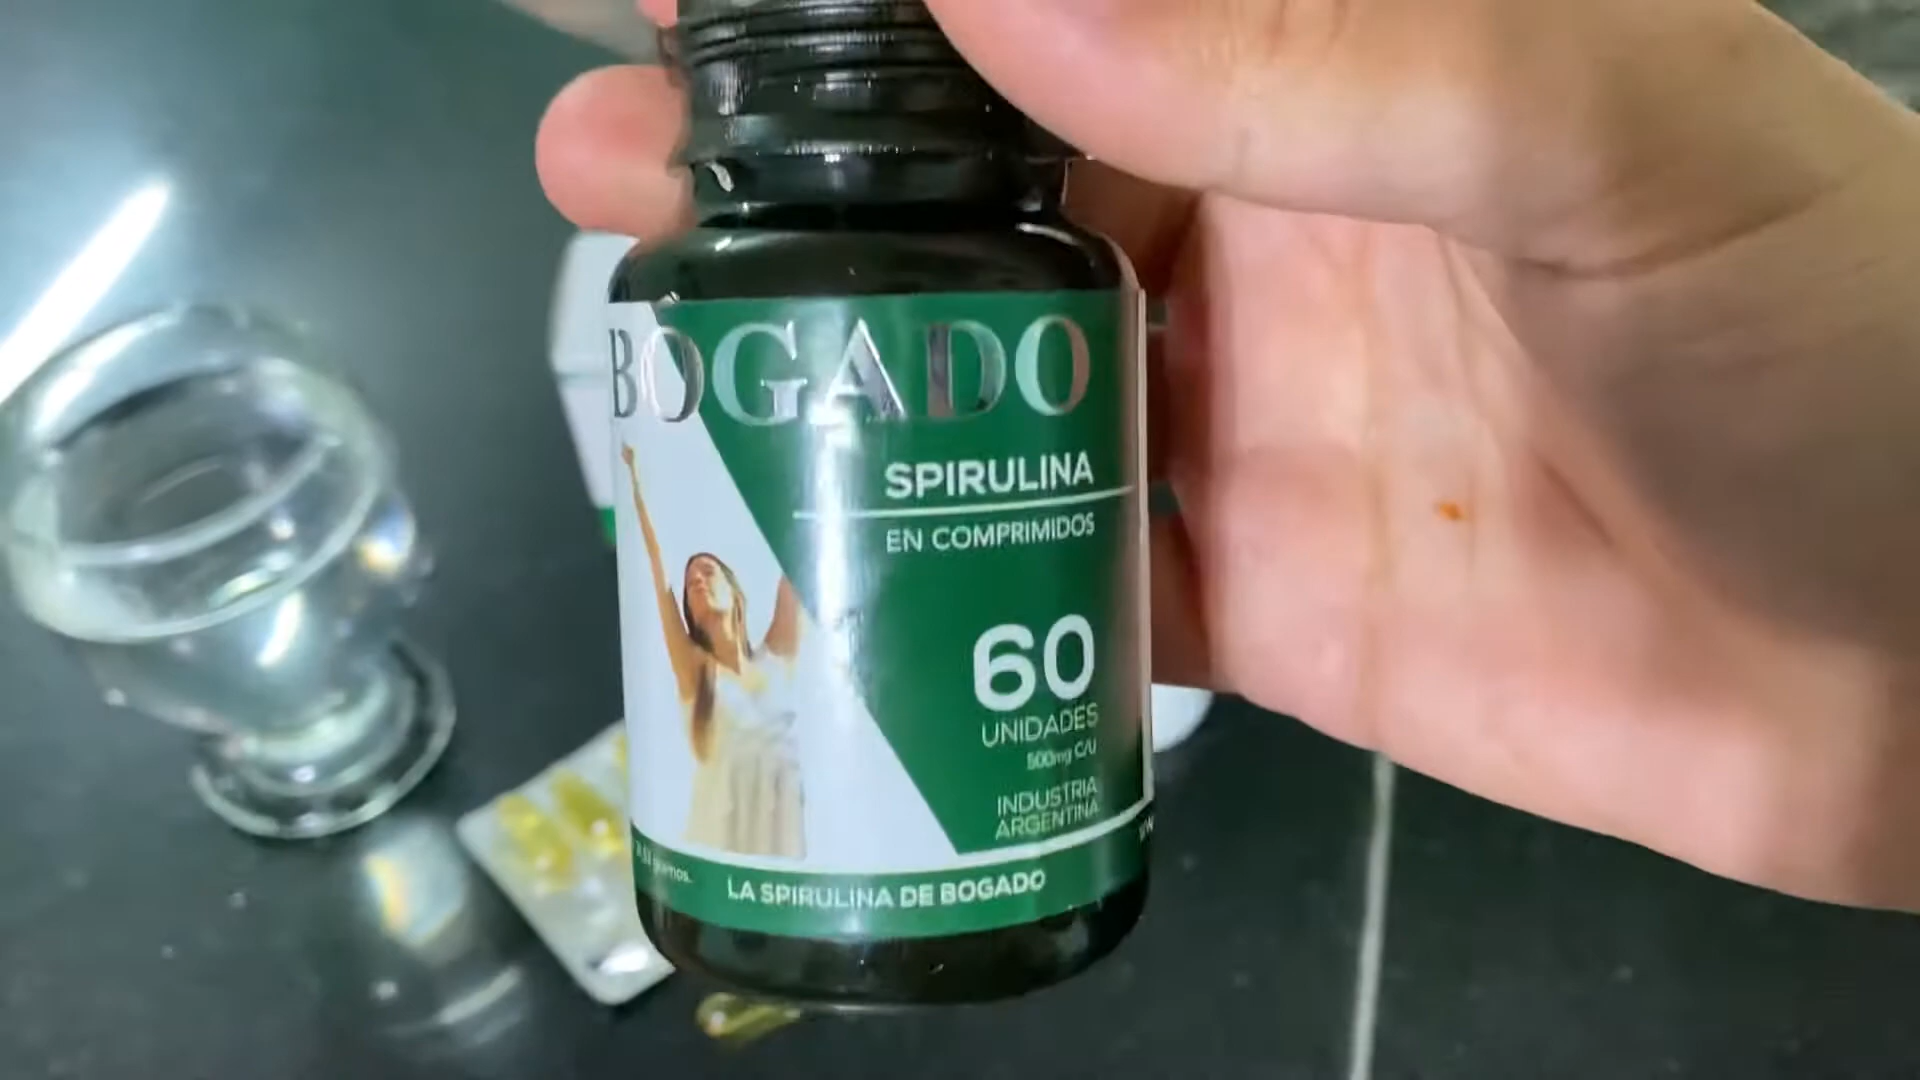 BOGADO
SPIRULINA
EN COMPRIMIDOS
60
UNIDADES
500mg C/U
INDUSTRIA
ARGENTINA
LA SPIRULINA DE BOGADO